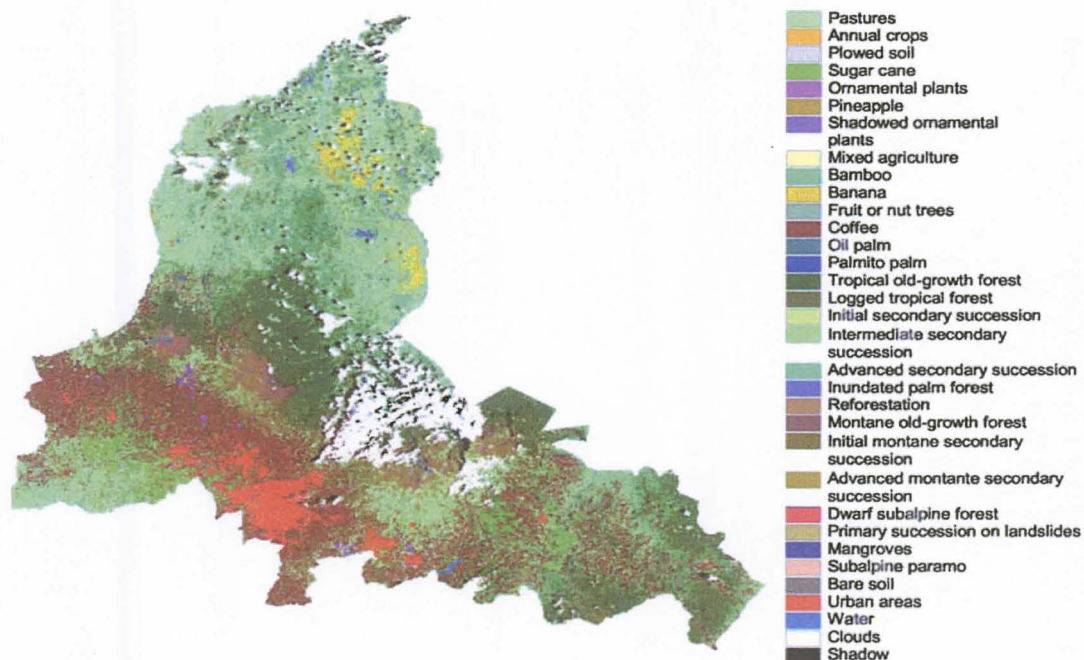 Pastures
Annual crops
Plowed soil
Sugar cane
Ornamental plants
Pineapple
Shadowed ornamental
plants
Mixed agriculture
Bamboo
Banana
Fruit or nut trees
Coffee
Oil palm
Palmito palm
Tropical old-growth forest
Logged tropical forest
Initial secondary succession
Intermediate secondary
succession
Advanced secondary succession
Inundated palm forest
Reforestation
Montane old-growth forest
Initial montane secondary
succession
Advanced montante secondary
succession
Dwarf subalpine forest
Primary succession on landslides
Mangroves
Subalpine paramo
Bare soil
Urban areas
Water
Clouds
Shadow